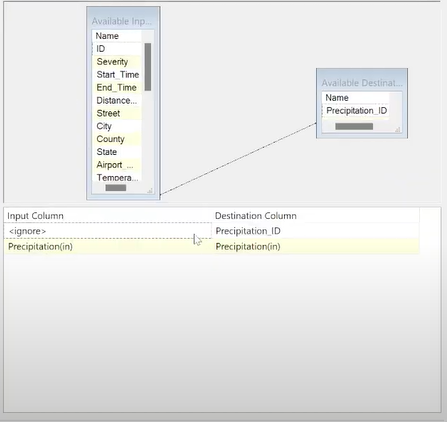 Available Inp...
Name
ID
Severity
Start_Time
End_Time
Distance...
Street
City
County
State
Airport_...
Tempera...
Available Destinat...
Name
Precipitation_ID
Input Column Destination Column
<ignore> Precipitation_ID
Precipitation(in) Precipitation(in)